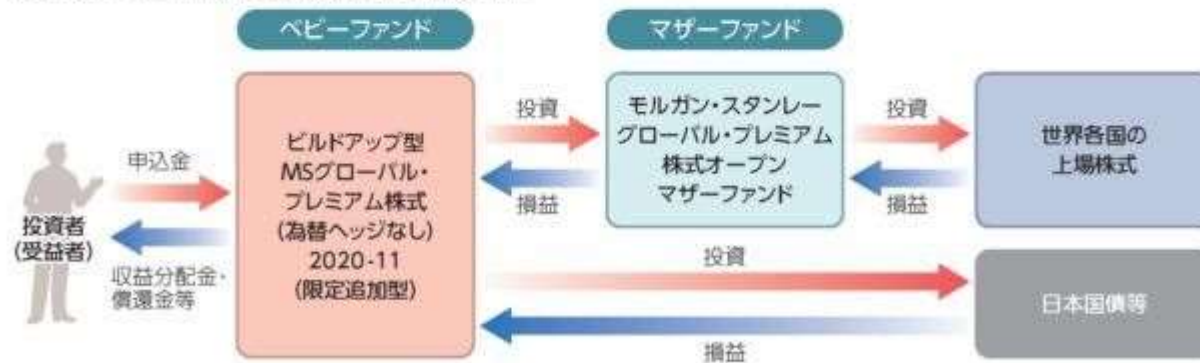 ベビーファンド
マザーファンド
投資者
(受益者)
申込金
収益分配金・
償還金等
ビルドアップ型
MSグローバル・
プレミアム株式
(為替ヘッジなし)
2020-11
(限定追加型)
投資
損益
モルガン・スタンレー
グローバル・プレミアム
株式オープン
マザーファンド
投資
損益
世界各国の
上場株式
投資
損益
日本国債等